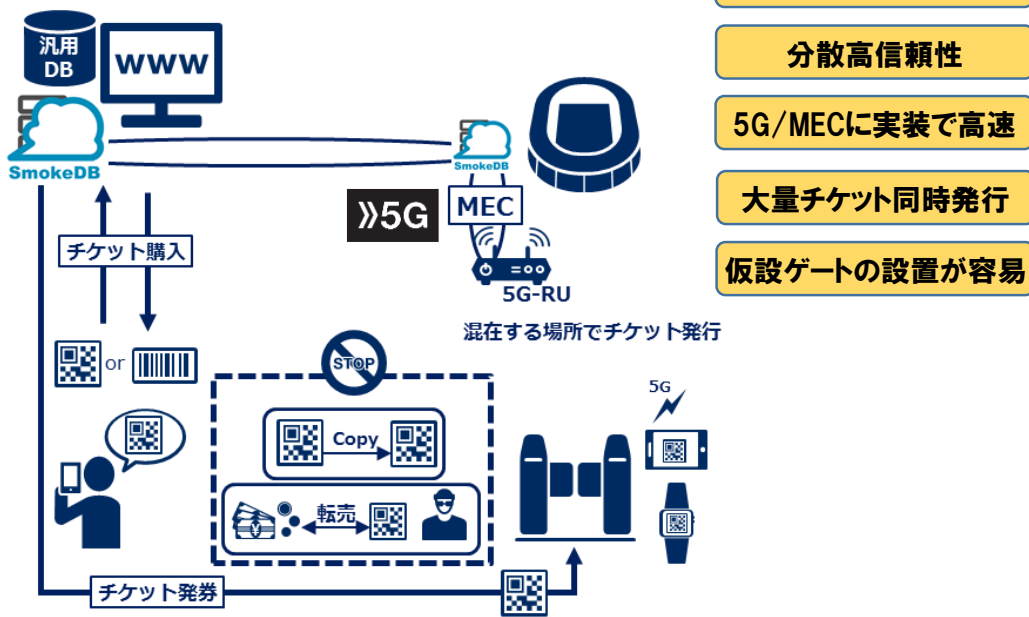 汎用
DB
WWW
SmokeDB
SmokeDB
»5G
MEC
5G-RU
混在する場所でチケット発行
チケット購入
or
STOP
Copy
転売
¥
5G
チケット発券
分散高信頼性
5G/MECに実装で高速
大量チケット同時発行
仮設ゲートの設置が容易